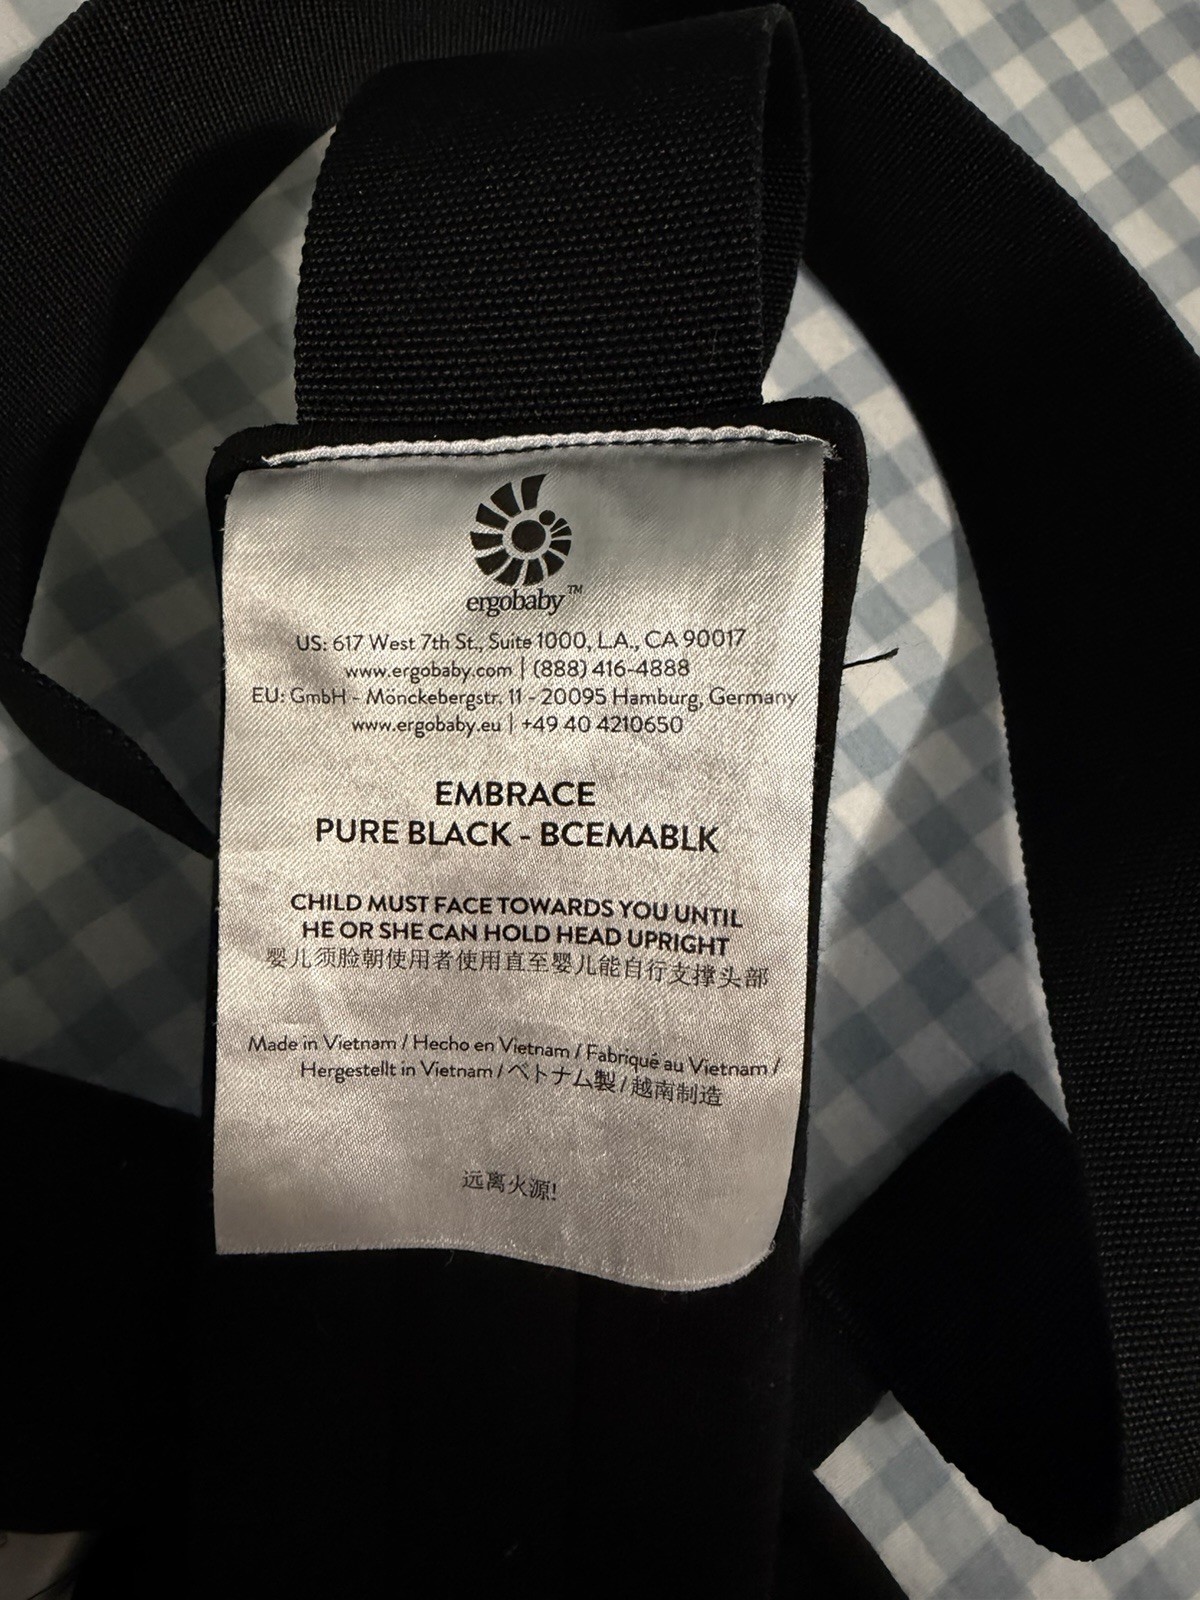 ergobaby™
US: 617 West 7th St., Suite 1000, L.A., CA 90017
www.ergobaby.com | (888) 416-4888
EU: GmbH - Mönckebergstr. 11 - 20095 Hamburg, Germany
www.ergobaby.eu | +49 40 4210650
EMBRACE
PURE BLACK - BCEMABLK
CHILD MUST FACE TOWARDS YOU UNTIL
HE OR SHE CAN HOLD HEAD UPRIGHT
婴儿须脸朝使用者使用直至婴儿能自行支撑头部
Made in Vietnam / Hecho en Vietnam / Fabriqué au Vietnam /
Hergestellt in Vietnam / ベトナム製 / 越南制造
远离火源!